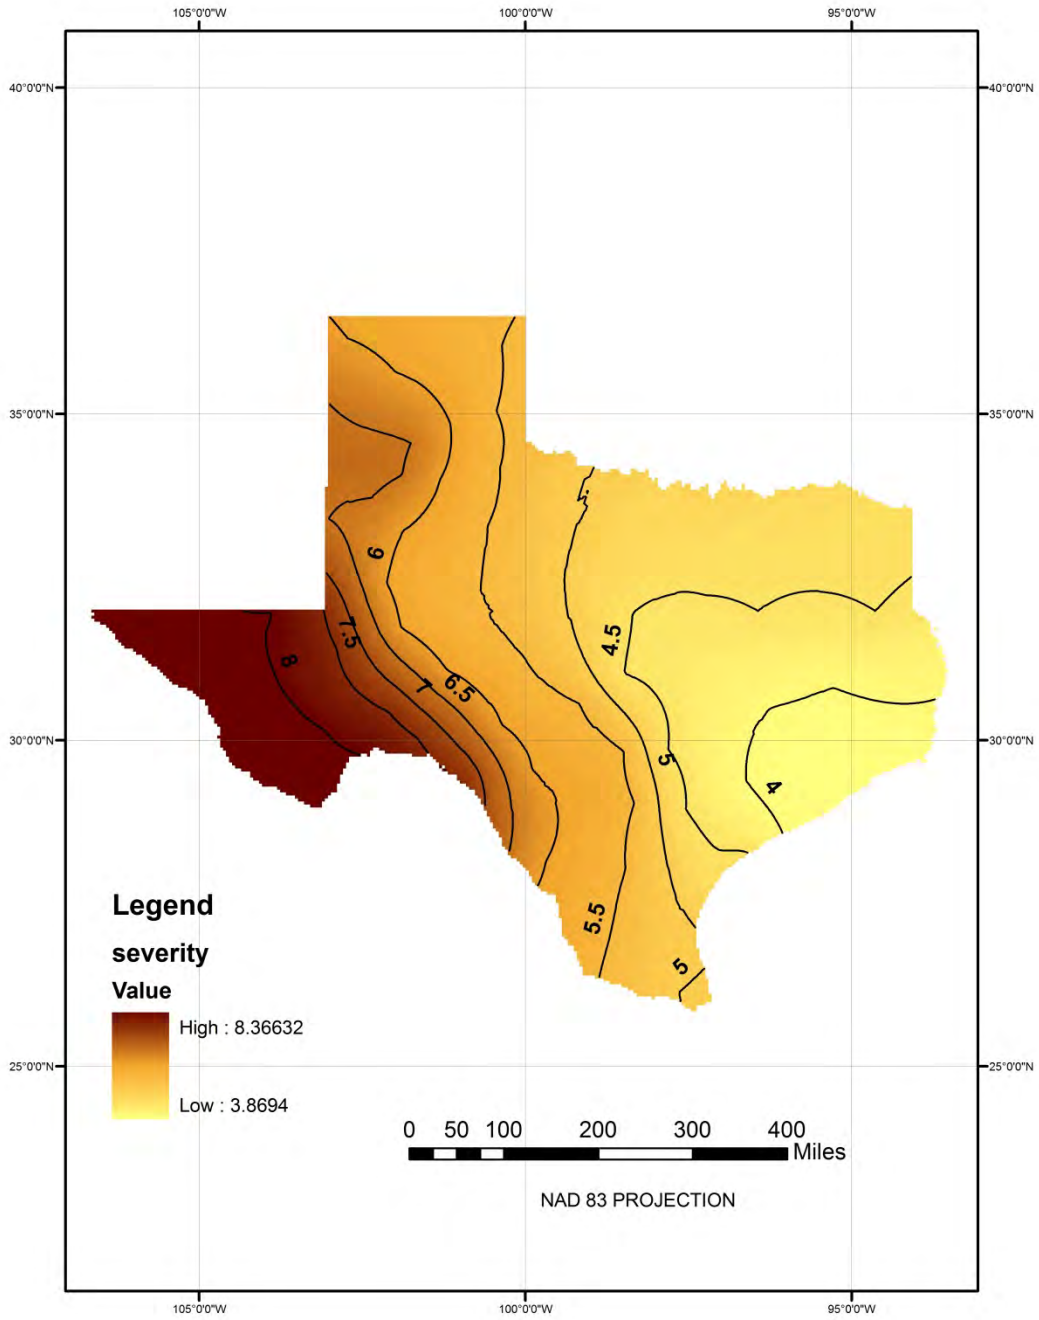 105°0'0"W 100°0'0"W 95°0'0"W
40°0'0"N 40°0'0"N
35°0'0"N 35°0'0"N
6
4.5
7.5
8
7
6.5
30°0'0"N 30°0'0"N
5
4
5.5
5
Legend
severity
Value
High : 8.36632
Low : 3.8694
25°0'0"N 25°0'0"N
0 50 100 200 300 400
Miles
NAD 83 PROJECTION
105°0'0"W 100°0'0"W 95°0'0"W